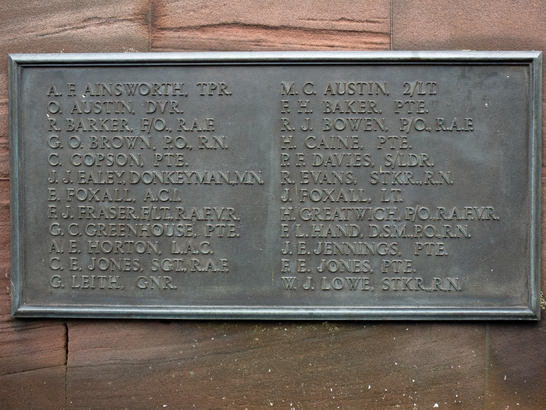 A. F. AINSWORTH, TPR.
O. AUSTIN, DVR.
R. BARKER, F/O, R.A.F.
G. O. BROWN, P.O., R.N.
C. COPSON, PTE.
J. J. EALEY, DONKEYMAN, M.N.
E. FOXALL, A.C.1.
F. J. FRASER, F/LT. R.A.F.V.R.
G. C. GREENHOUSE, PTE.
A. E. HORTON, L.A.C.
C. E. JONES, SGT., R.A.F.
G. LEITH, GNR.
M. C. AUSTIN, 2/LT.
F. H. BAKER, PTE.
R. J. BOWEN, P/O., R.A.F.
H. CAINE, PTE.
P. F. DAVIES, S/LDR.
R. EVANS, STKR., R.N.
J. FOXALL, LT.
H. GREATWICH, P/O. R.A.F.V.R.
F. L. HAND, D.S.M. P.O., R.N.
J. E. JENNINGS, PTE.
F. E. JONES, PTE.
W. J. LOWE, STKR., R.N.